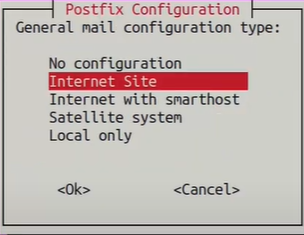 Postfix Configuration
General mail configuration type:
No configuration
Internet Site
Internet with smarthost
Satellite system
Local only
<Ok> <Cancel>